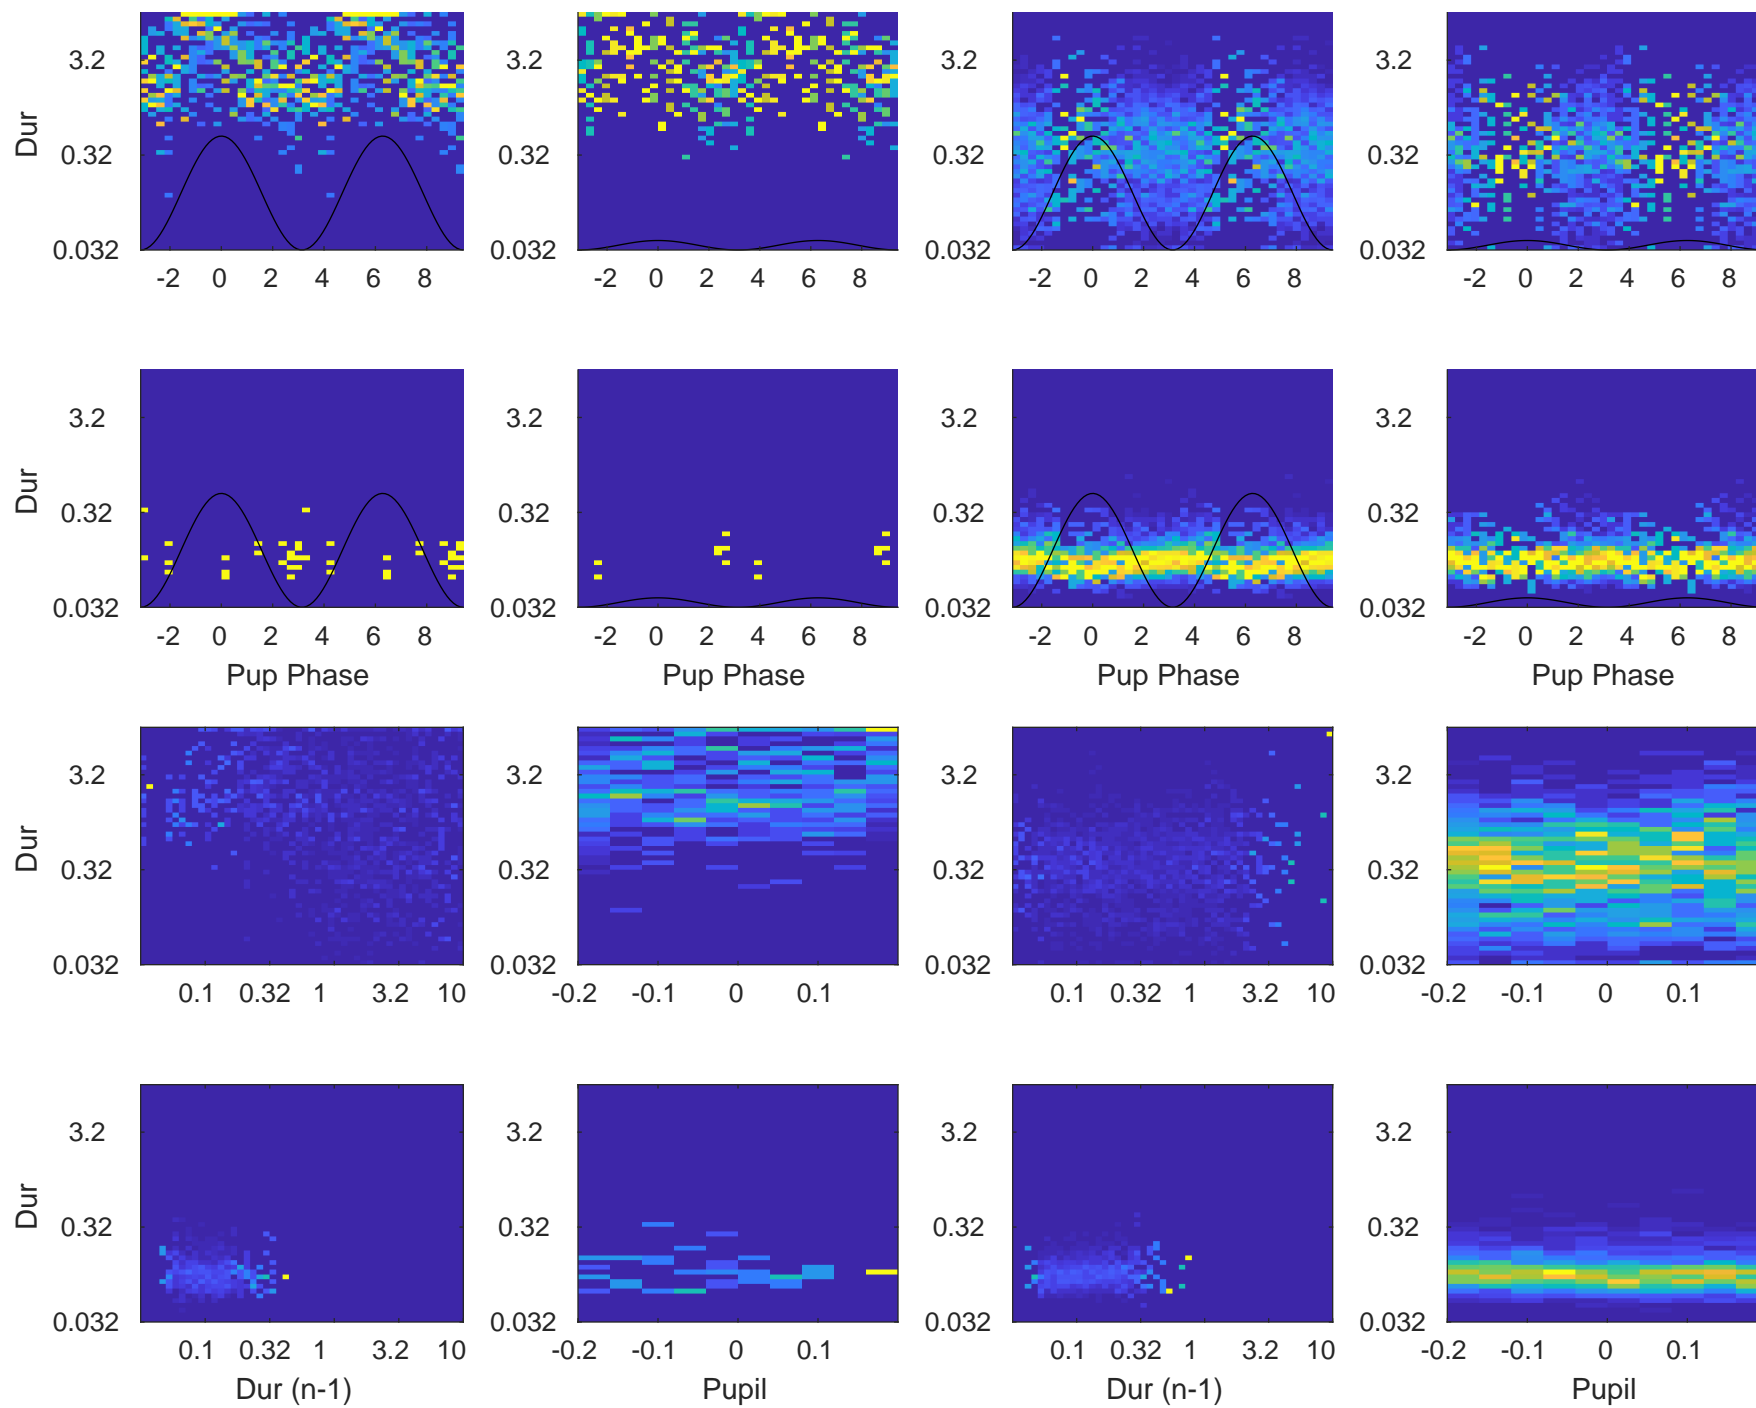 3.2 3.2 3.2 3.2
Dur
0.32 0.32 0.32 0.32
0.032 0.032 0.032 0.032
-2 0 2 4 6 8 -2 0 2 4 6 8 -2 0 2 4 6 8 -2 0 2 4 6 8
3.2 3.2 3.2 3.2
Dur
0.32 0.32 0.32 0.32
0.032 0.032 0.032 0.032
-2 0 2 4 6 8 -2 0 2 4 6 8 -2 0 2 4 6 8 -2 0 2 4 6 8
Pup Phase Pup Phase Pup Phase Pup Phase
3.2 3.2 3.2 3.2
Dur
0.32 0.32 0.32 0.32
0.032 0.032 0.032 0.032
0.1 0.32 1 3.2 10 -0.2 -0.1 0 0.1 0.1 0.32 1 3.2 10 -0.2 -0.1 0 0.1
3.2 3.2 3.2 3.2
Dur
0.32 0.32 0.32 0.32
0.032 0.032 0.032 0.032
0.1 0.32 1 3.2 10 -0.2 -0.1 0 0.1 0.1 0.32 1 3.2 10 -0.2 -0.1 0 0.1
Dur (n-1) Pupil Dur (n-1) Pupil